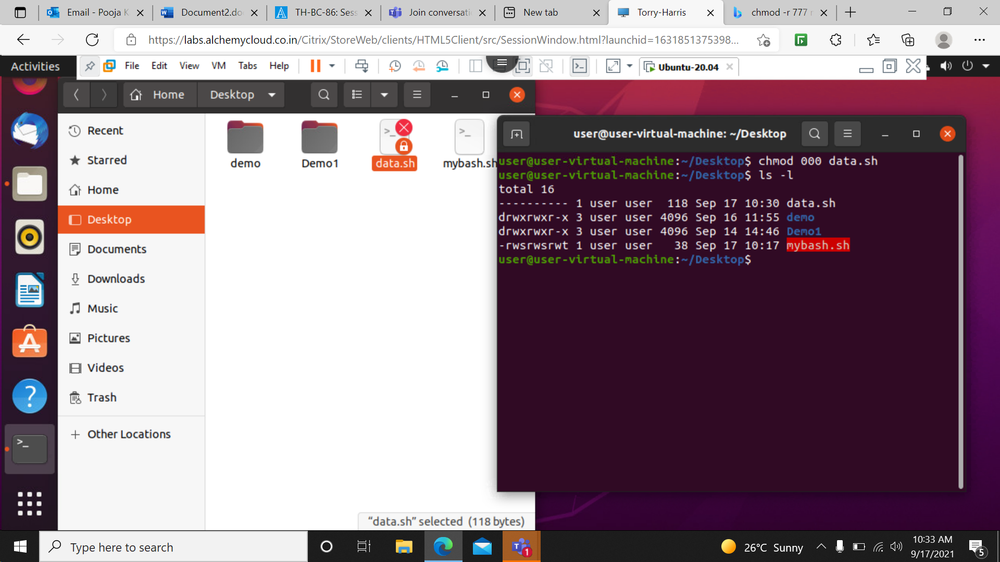 Email - Pooja K
Document2.do
TH-BC-86: Sess
Join conversati
New tab
Torry-Harris
chmod -r 777 r
https://labs.alchemycloud.co.in/Citrix/StoreWeb/clients/HTML5Client/src/SessionWindow.html?launchid=1631851375398...
Activities
File Edit View VM Tabs Help
Ubuntu-20.04
Home Desktop
Recent
Starred
Home
Desktop
Documents
Downloads
Music
Pictures
Videos
Trash
+ Other Locations
demo
Demo1
data.sh
mybash.sh
"data.sh" selected (118 bytes)
user@user-virtual-machine: ~/Desktop
user@user-virtual-machine:~/Desktop$ chmod 000 data.sh
user@user-virtual-machine:~/Desktop$ ls -l
total 16
---------- 1 user user  118 Sep 17 10:30 data.sh
drwxrwxr-x 3 user user 4096 Sep 16 11:55 demo
drwxrwxr-x 3 user user 4096 Sep 14 14:46 Demo1
-rwsrwsrwt 1 user user   38 Sep 17 10:17 mybash.sh
user@user-virtual-machine:~/Desktop$
Type here to search
1
26°C Sunny
10:33 AM
9/17/2021
5